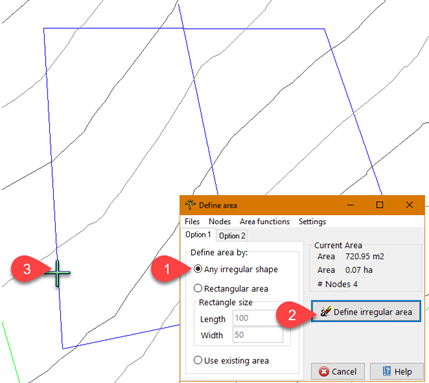 Define area
Files Nodes Area functions Settings
Option 1 Option 2
Define area by:
Any irregular shape
Rectangular area
Rectangle size
Length 100
Width 50
Use existing area
Current Area
Area 720.95 m2
Area 0.07 ha
# Nodes 4
Define irregular area
Cancel Help
1
2
3